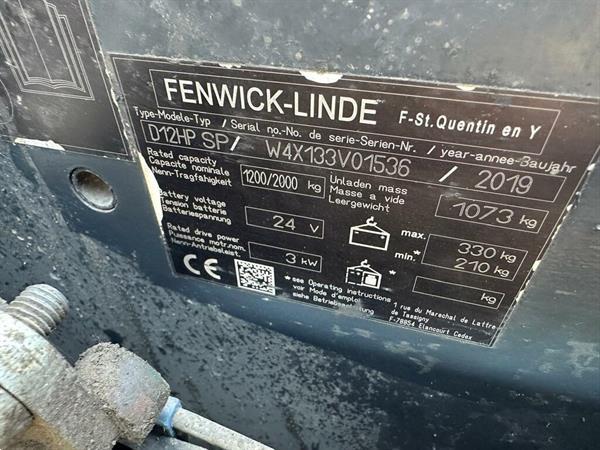 FENWICK-LINDE F-St.Quentin en Y
Type-Modele-Typ / Serial no.-No. de serie-Serien-Nr. / year-annee-Baujahr
D12HP SP/ W4X133V01536 / 2019
Rated capacity
Capacite nominale
Nenn-Tragfähigkeit
1200/2000 kg
Unladen mass
Masse a vide
Leergewicht
1073 kg
Battery voltage
Tension batterie
Batteriespannung
24 V
max. 330 kg
min.* 210 kg
Rated drive power
Puissance motr.nom.
Nenn-Antriebsleist.
3 kW
kg
CE
*see Operating instructions
voir Mode d'emploi
siehe Betriebsanleitung
1 rue du Marechal de Lattre
de Tassigny
F-78854 Elancourt Cedex